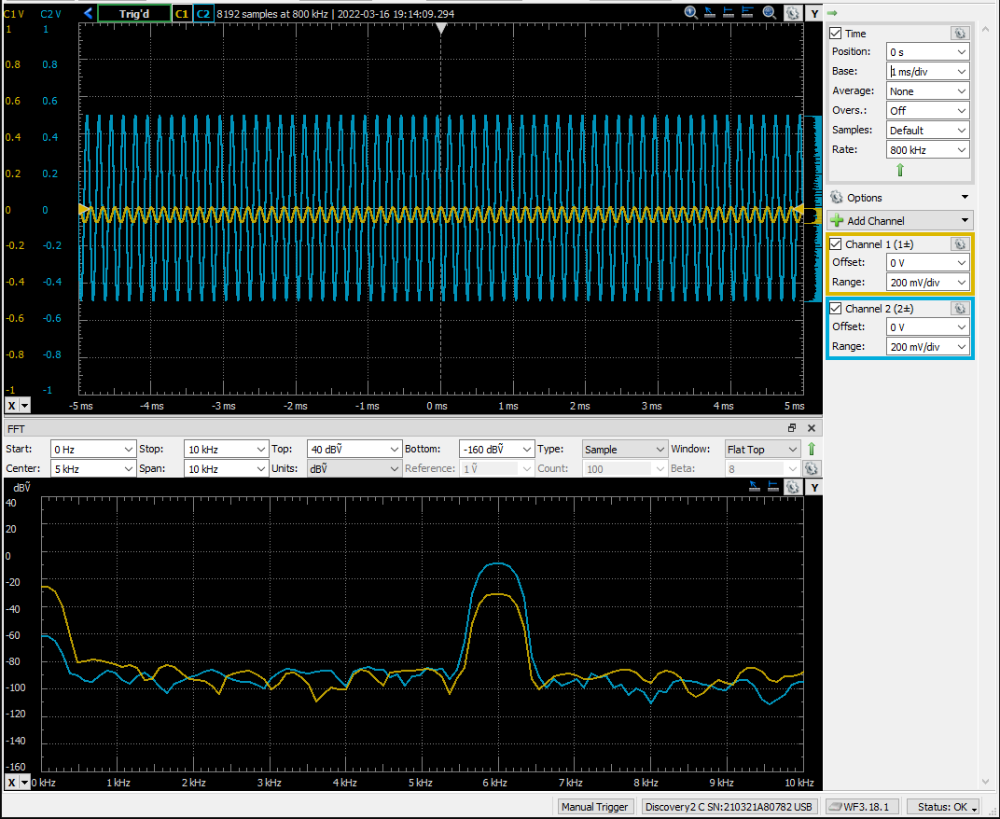 C1 V C2 V Trig'd C1 C2 8192 samples at 800 kHz | 2022-03-16 19:14:09.294 Y
1 1
0.8 0.8
0.6 0.6
0.4 0.4
0.2 0.2
0 0
-0.2 -0.2
-0.4 -0.4
-0.6 -0.6
-0.8 -0.8
-1 -1
X -5 ms -4 ms -3 ms -2 ms -1 ms 0 ms 1 ms 2 ms 3 ms 4 ms 5 ms
Time
Position: 0 s
Base: 1 ms/div
Average: None
Overs.: Off
Samples: Default
Rate: 800 kHz
Options
Add Channel
Channel 1 (1±)
Offset: 0 V
Range: 200 mV/div
Channel 2 (2±)
Offset: 0 V
Range: 200 mV/div
FFT
Start: 0 Hz Stop: 10 kHz Top: 40 dBṼ Bottom: -160 dBṼ Type: Sample Window: Flat Top
Center: 5 kHz Span: 10 kHz Units: dBṼ Reference: 1 Ṽ Count: 100 Beta: 8
dBṼ Y
40
20
0
-20
-40
-60
-80
-100
-120
-140
-160
X 0 kHz 1 kHz 2 kHz 3 kHz 4 kHz 5 kHz 6 kHz 7 kHz 8 kHz 9 kHz 10 kHz
Manual Trigger Discovery2 C SN:210321A80782 USB WF3.18.1 Status: OK